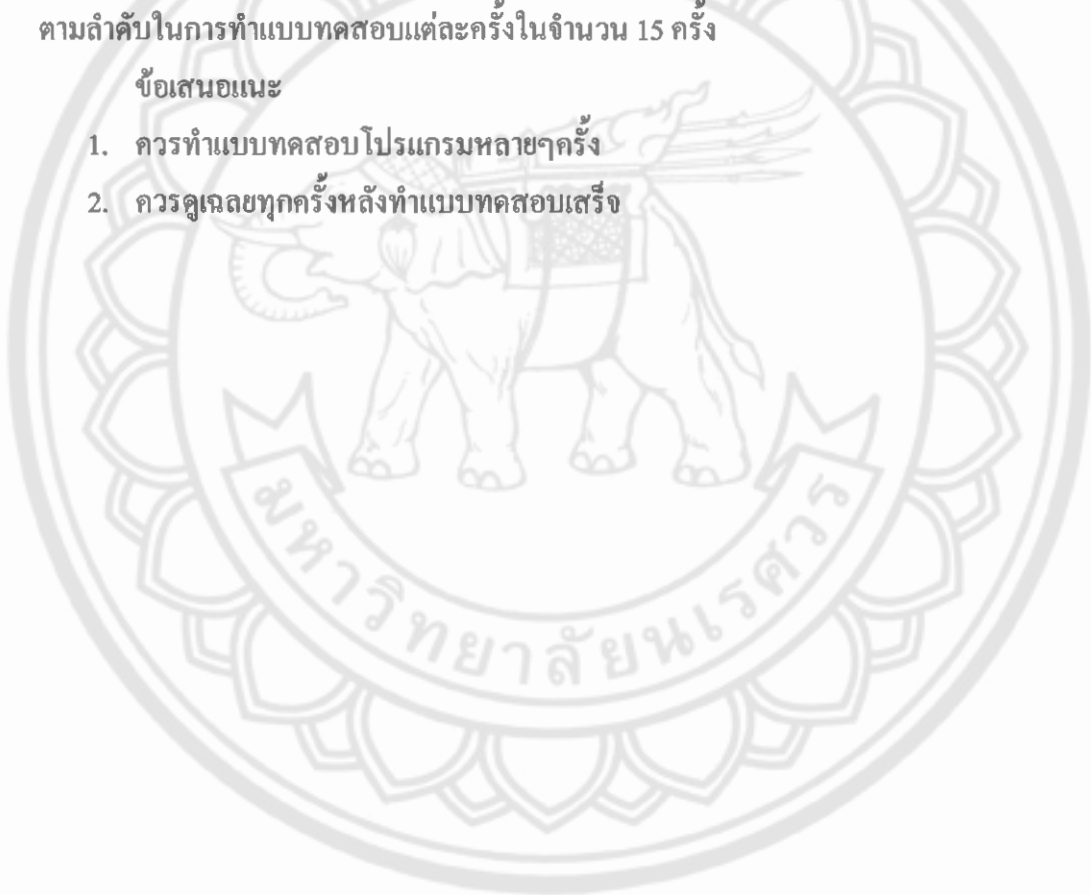 ตามลำดับในการทำแบบทดสอบแต่ละครั้งในจำนวน 15 ครั้ง
ข้อเสนอแนะ
1. ควรทำแบบทดสอบโปรแกรมหลายๆครั้ง
2. ควรดูเฉลยทุกครั้งหลังทำแบบทดสอบเสร็จ
มหาวิทยาลัยนเรศวร